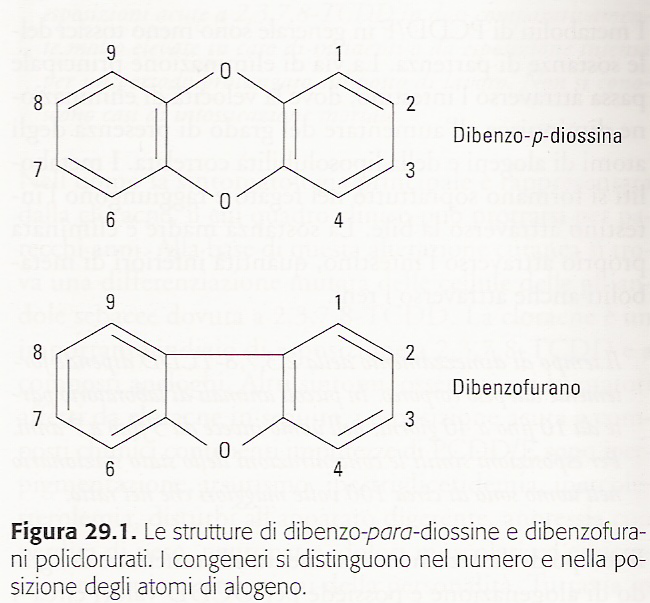 9 O 1
8 2
7 3
6 O 4
Dibenzo-p-diossina
9 1
8 2
7 3
6 O 4
Dibenzofurano
Figura 29.1. Le strutture di dibenzo-para-diossine e dibenzofura-
ni policlorurati. I congeneri si distinguono nel numero e nella po-
sizione degli atomi di alogeno.